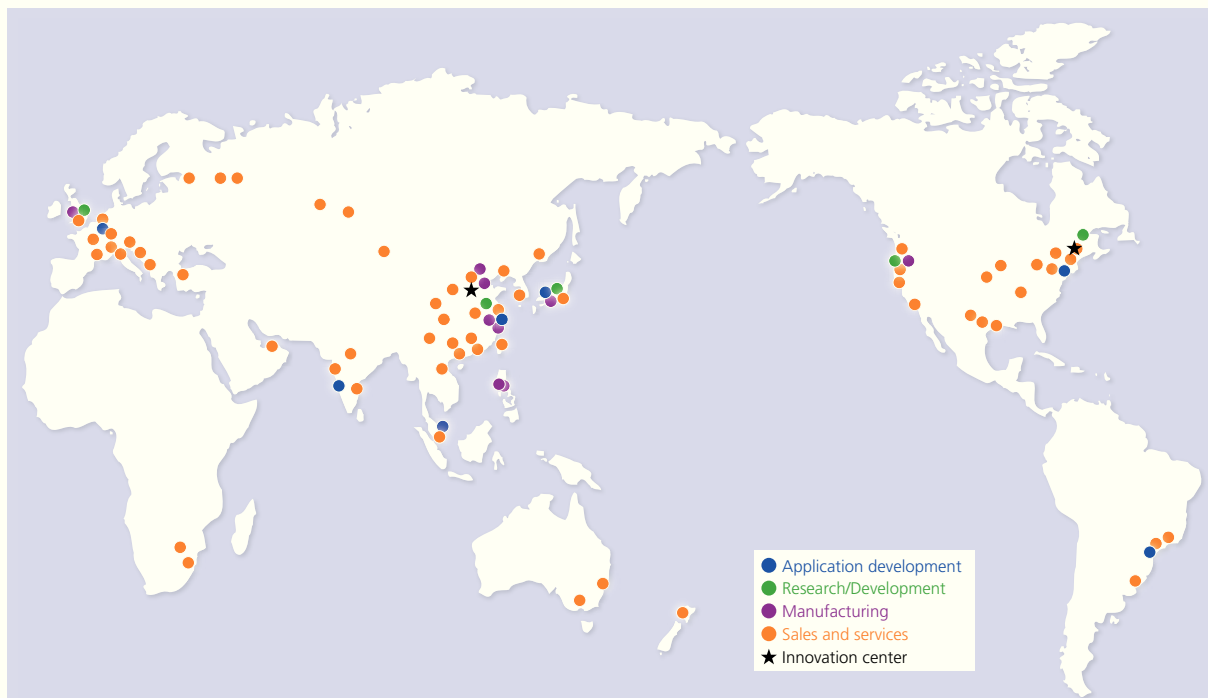 Application development
Research/Development
Manufacturing
Sales and services
Innovation center